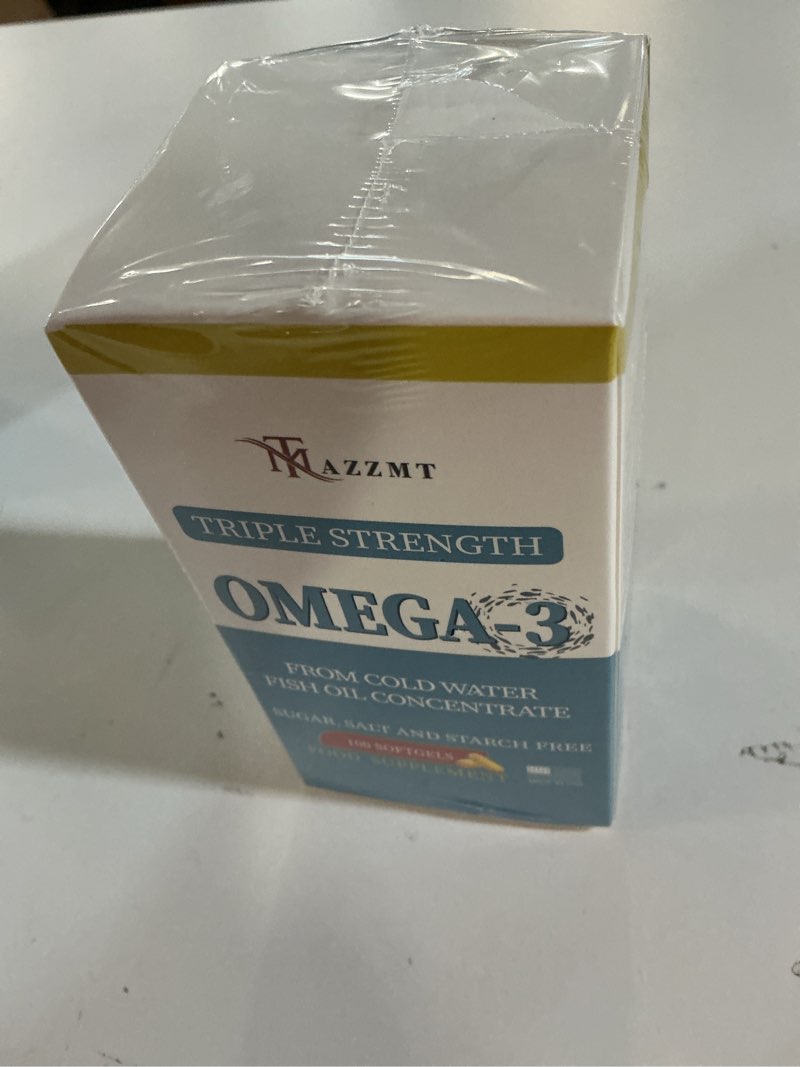 KAZZMT
TRIPLE STRENGTH
OMEGA-3
FROM COLD WATER
FISH OIL CONCENTRATE
SUGAR, SALT AND STARCH FREE
100 SOFTGELS
FOOD SUPPLEMENT